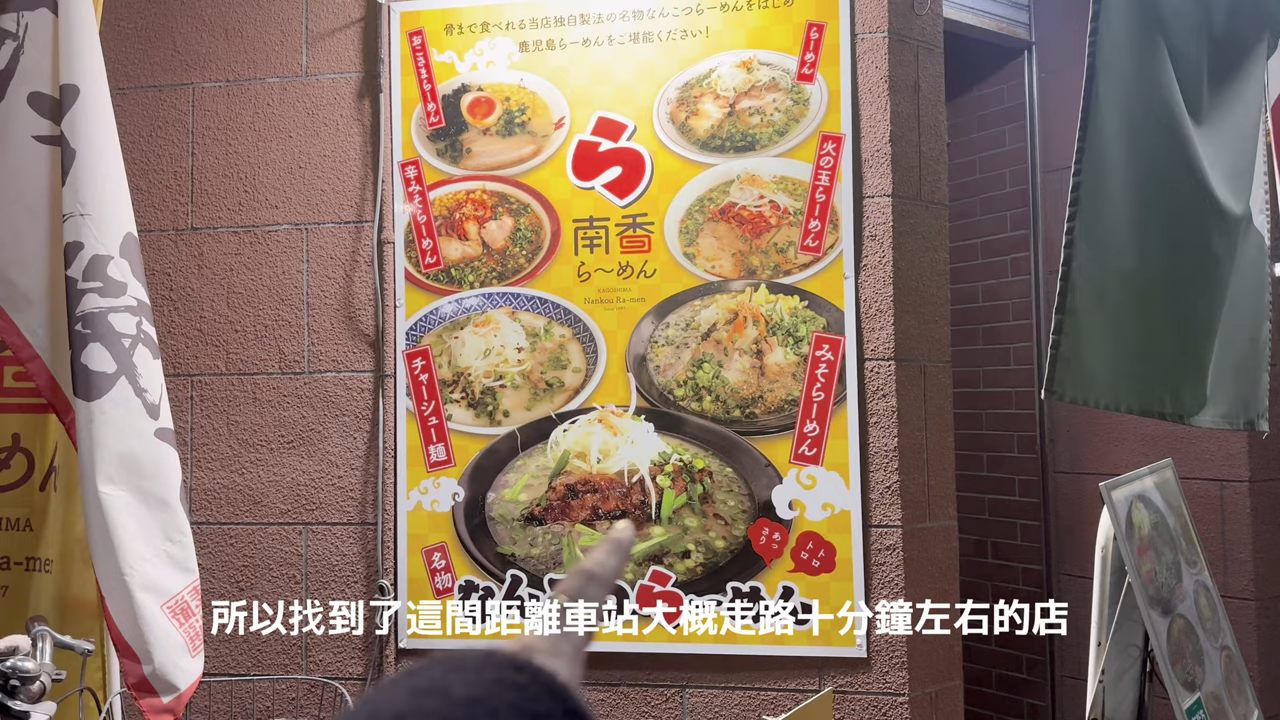 骨まで食べれる当店独自製法の名物なんこつらーめんをはじめ
鹿児島らーめんをご堪能ください!
おこさまらーめん
らーめん
ら
南香
ら〜めん
KAGOSHIMA
Nankou Ra-men
辛みそらーめん
火の玉らーめん
チャーシュー麺
みそらーめん
あっさり
トロトロ
名物
所以找到了這間距離車站大概走路十分鐘左右的店